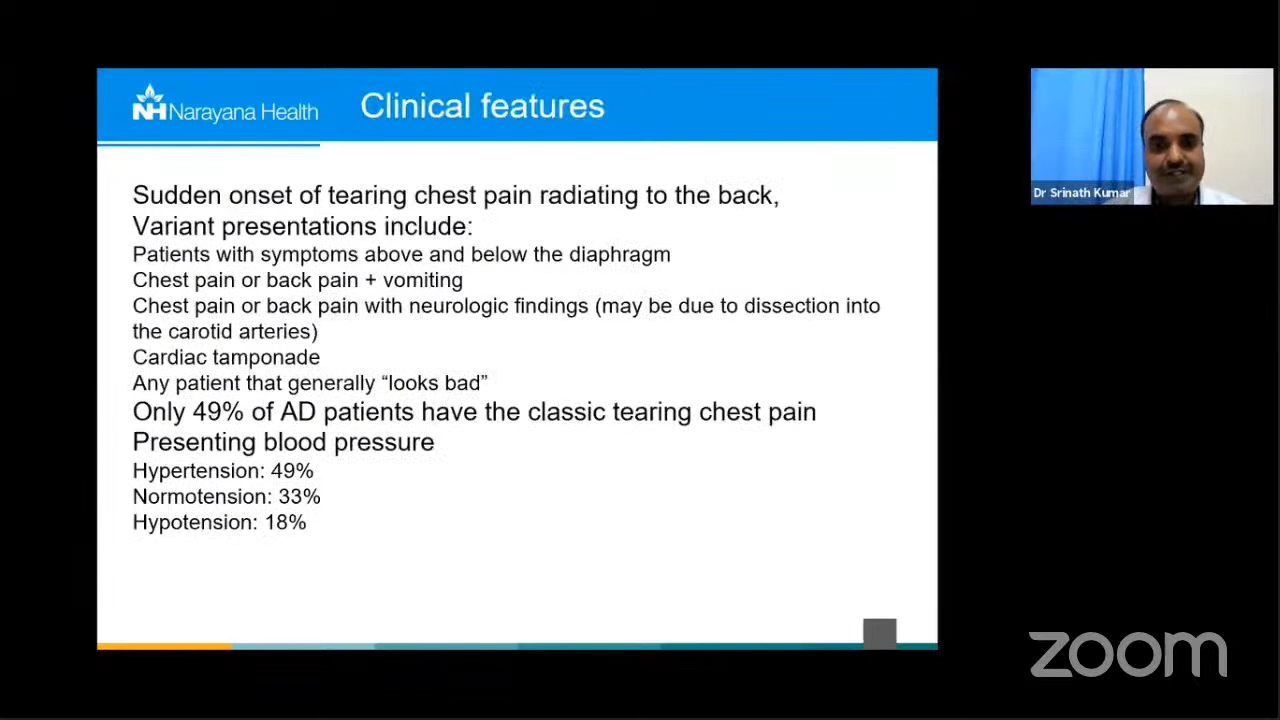 NH Narayana Health
Clinical features
Sudden onset of tearing chest pain radiating to the back,
Variant presentations include:
Patients with symptoms above and below the diaphragm
Chest pain or back pain + vomiting
Chest pain or back pain with neurologic findings (may be due to dissection into
the carotid arteries)
Cardiac tamponade
Any patient that generally “looks bad”
Only 49% of AD patients have the classic tearing chest pain
Presenting blood pressure
Hypertension: 49%
Normotension: 33%
Hypotension: 18%
Dr Srinath Kumar
zoom